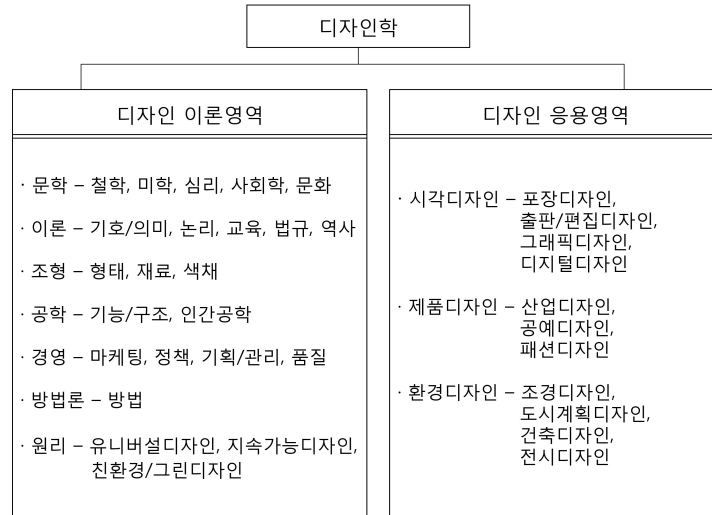 디자인학
디자인 이론영역
· 문학 – 철학, 미학, 심리, 사회학, 문화
· 이론 – 기호/의미, 논리, 교육, 법규, 역사
· 조형 – 형태, 재료, 색채
· 공학 – 기능/구조, 인간공학
· 경영 – 마케팅, 정책, 기획/관리, 품질
· 방법론 – 방법
· 원리 – 유니버설디자인, 지속가능디자인,
친환경/그린디자인
디자인 응용영역
· 시각디자인 – 포장디자인,
출판/편집디자인,
그래픽디자인,
디지털디자인
· 제품디자인 – 산업디자인,
공예디자인,
패션디자인
· 환경디자인 – 조경디자인,
도시계획디자인,
건축디자인,
전시디자인